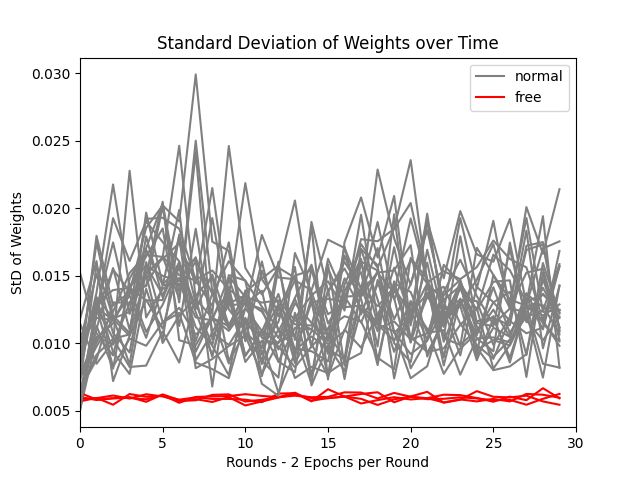 Standard Deviation of Weights over Time
normal
free
0.030
0.025
0.020
0.015
0.010
0.005
StD of Weights
0 5 10 15 20 25 30
Rounds - 2 Epochs per Round